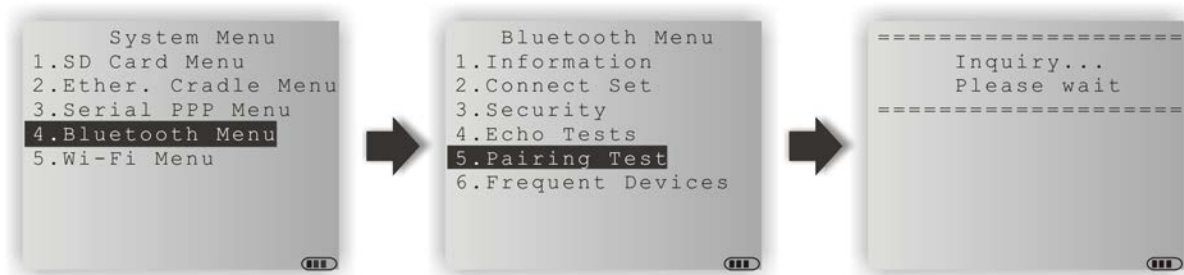 System Menu
1.SD Card Menu
2.Ether. Cradle Menu
3.Serial PPP Menu
4.Bluetooth Menu
5.Wi-Fi Menu
Bluetooth Menu
1.Information
2.Connect Set
3.Security
4.Echo Tests
5.Pairing Test
6.Frequent Devices
====================
Inquiry...
Please wait
====================